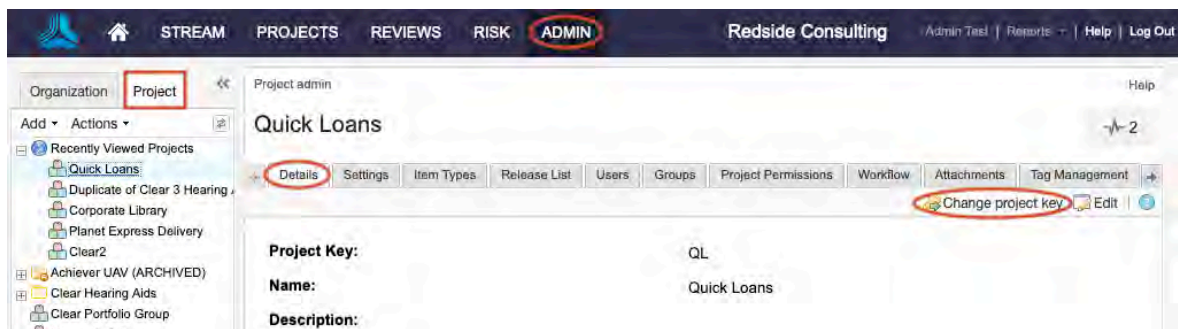 STREAM PROJECTS REVIEWS RISK ADMIN Redside Consulting Admin Test | Reports | Help | Log Out
Organization Project «
Project admin Help
Add Actions
Quick Loans 2
Recently Viewed Projects
Quick Loans
Duplicate of Clear 3 Hearing
Corporate Library
Planet Express Delivery
Clear2
Achiever UAV (ARCHIVED)
Clear Hearing Aids
Clear Portfolio Group
Details Settings Item Types Release List Users Groups Project Permissions Workflow Attachments Tag Management
Change project key Edit
Project Key: QL
Name: Quick Loans
Description: